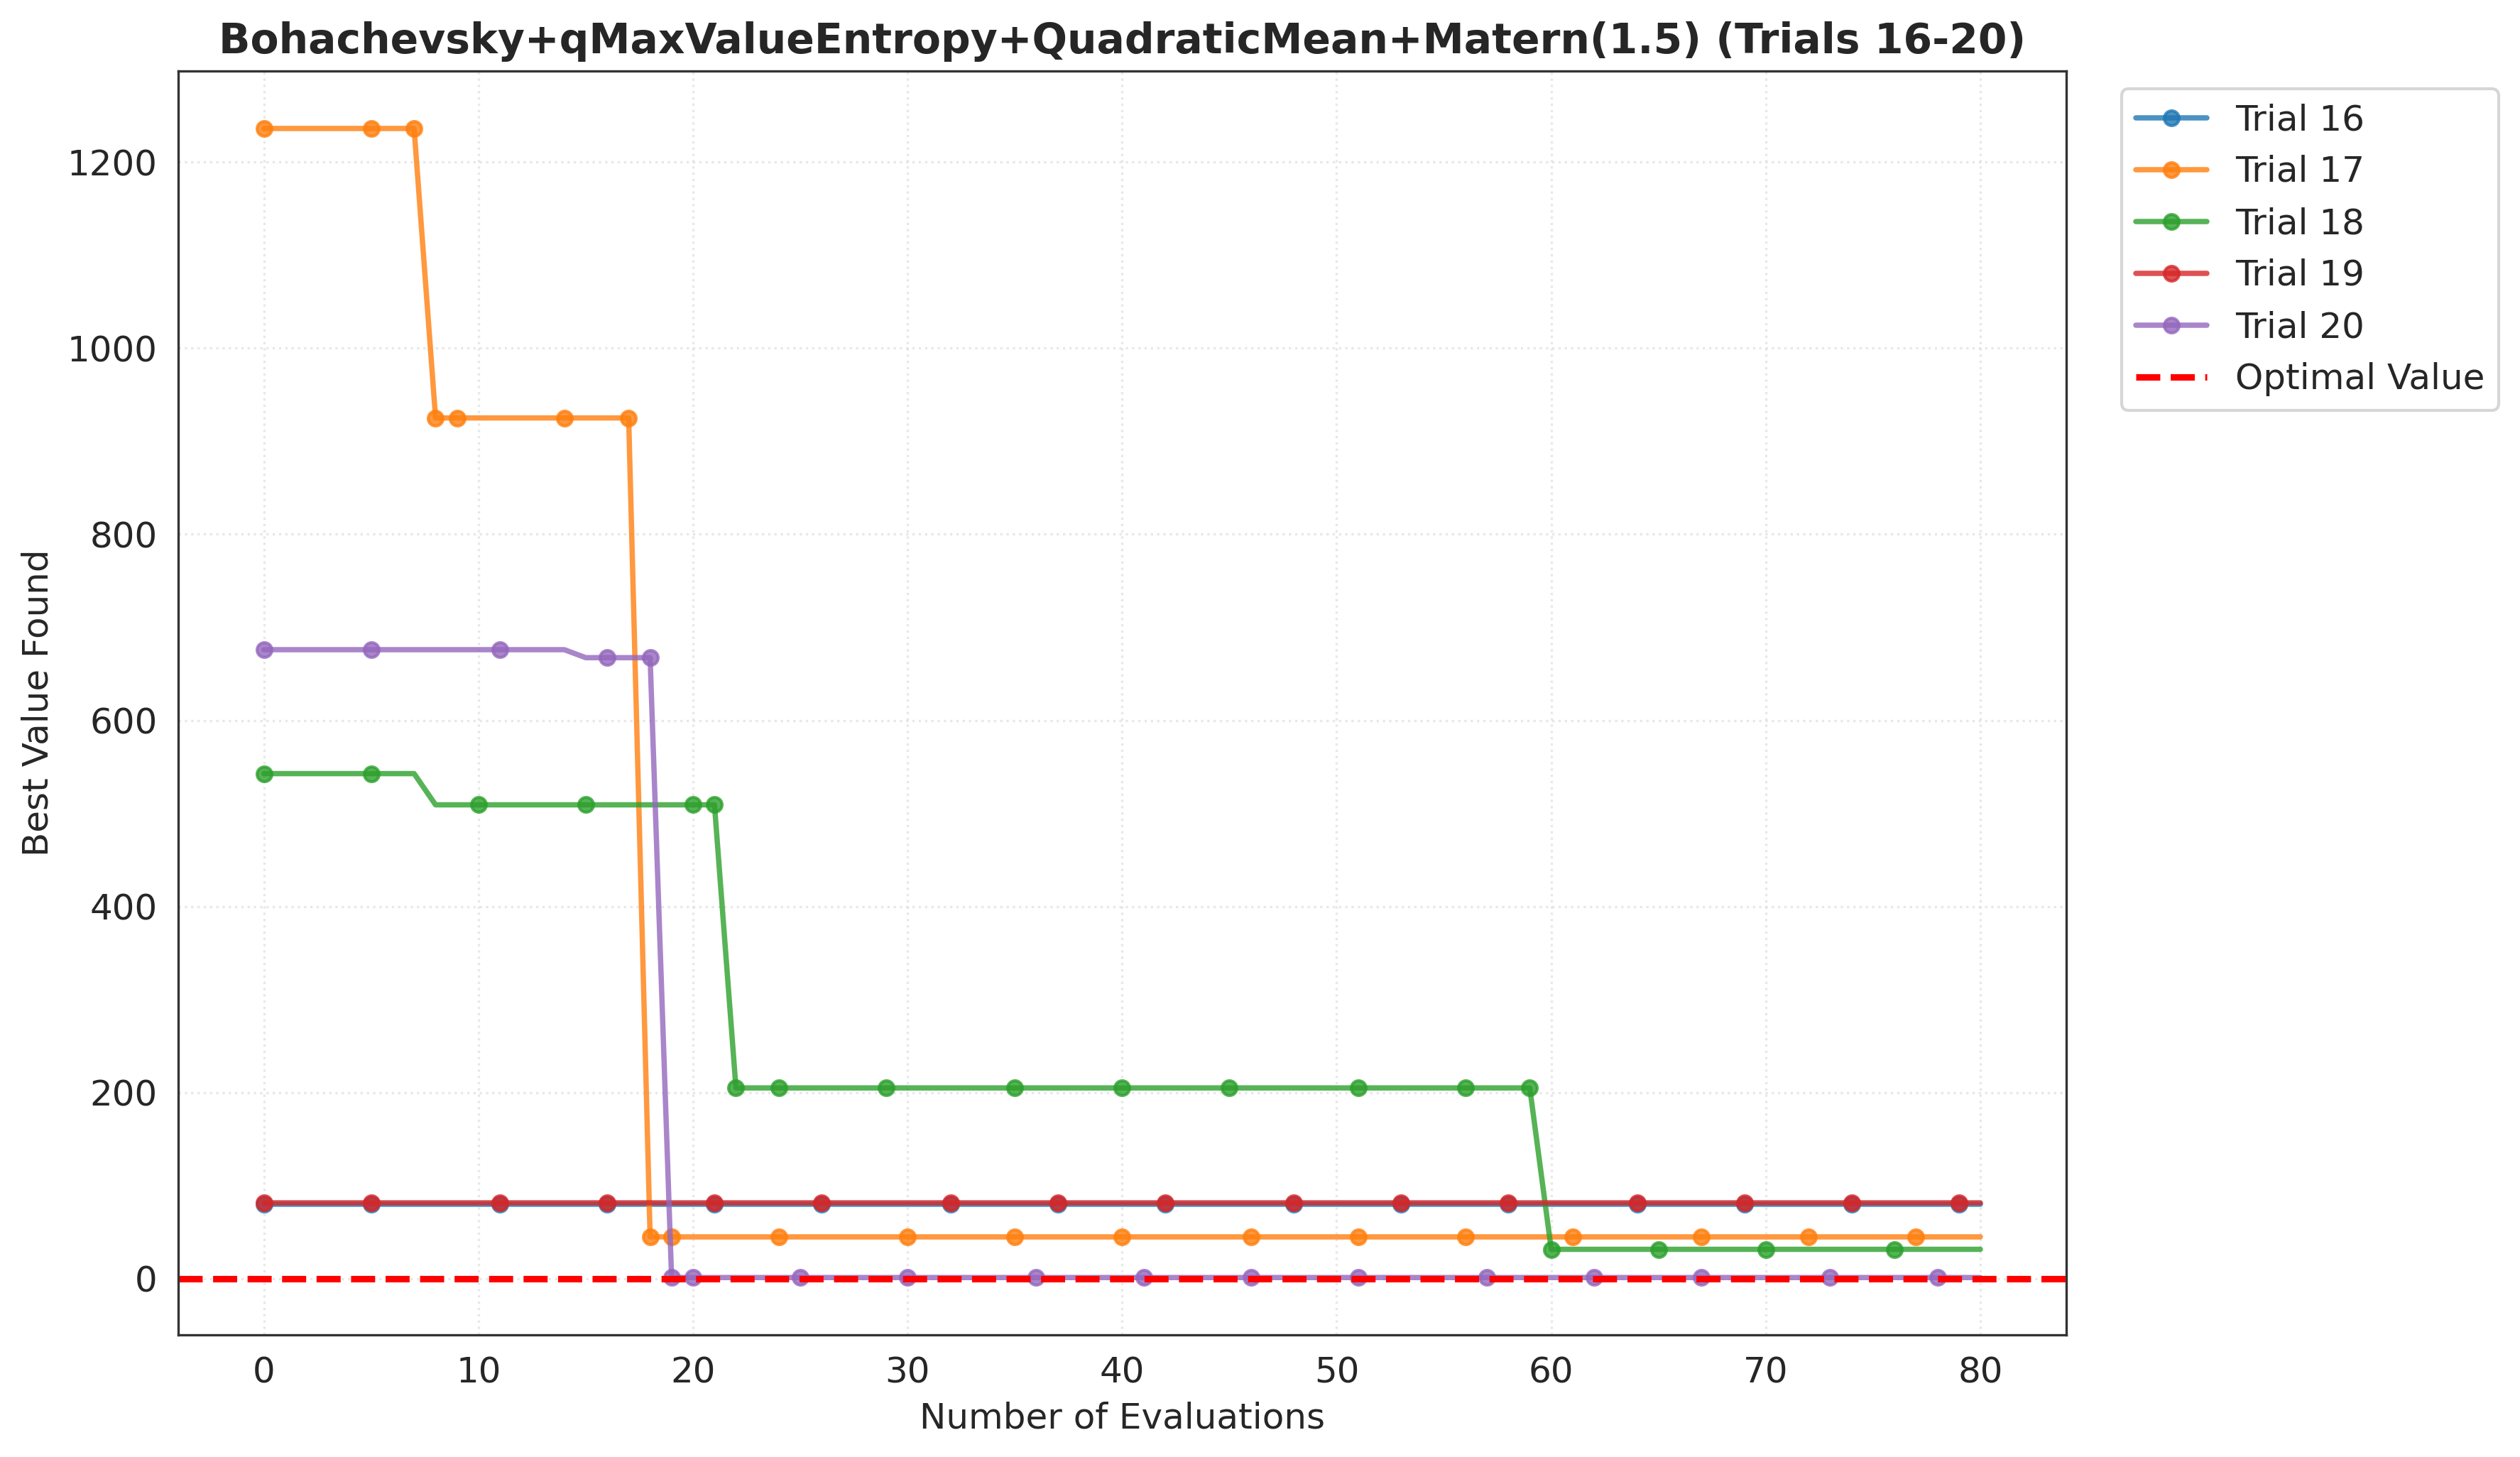 Bohachevsky+qMaxValueEntropy+QuadraticMean+Matern(1.5) (Trials 16-20)
Best Value Found
1200
1000
800
600
400
200
0
0 10 20 30 40 50 60 70 80
Number of Evaluations
Trial 16
Trial 17
Trial 18
Trial 19
Trial 20
Optimal Value